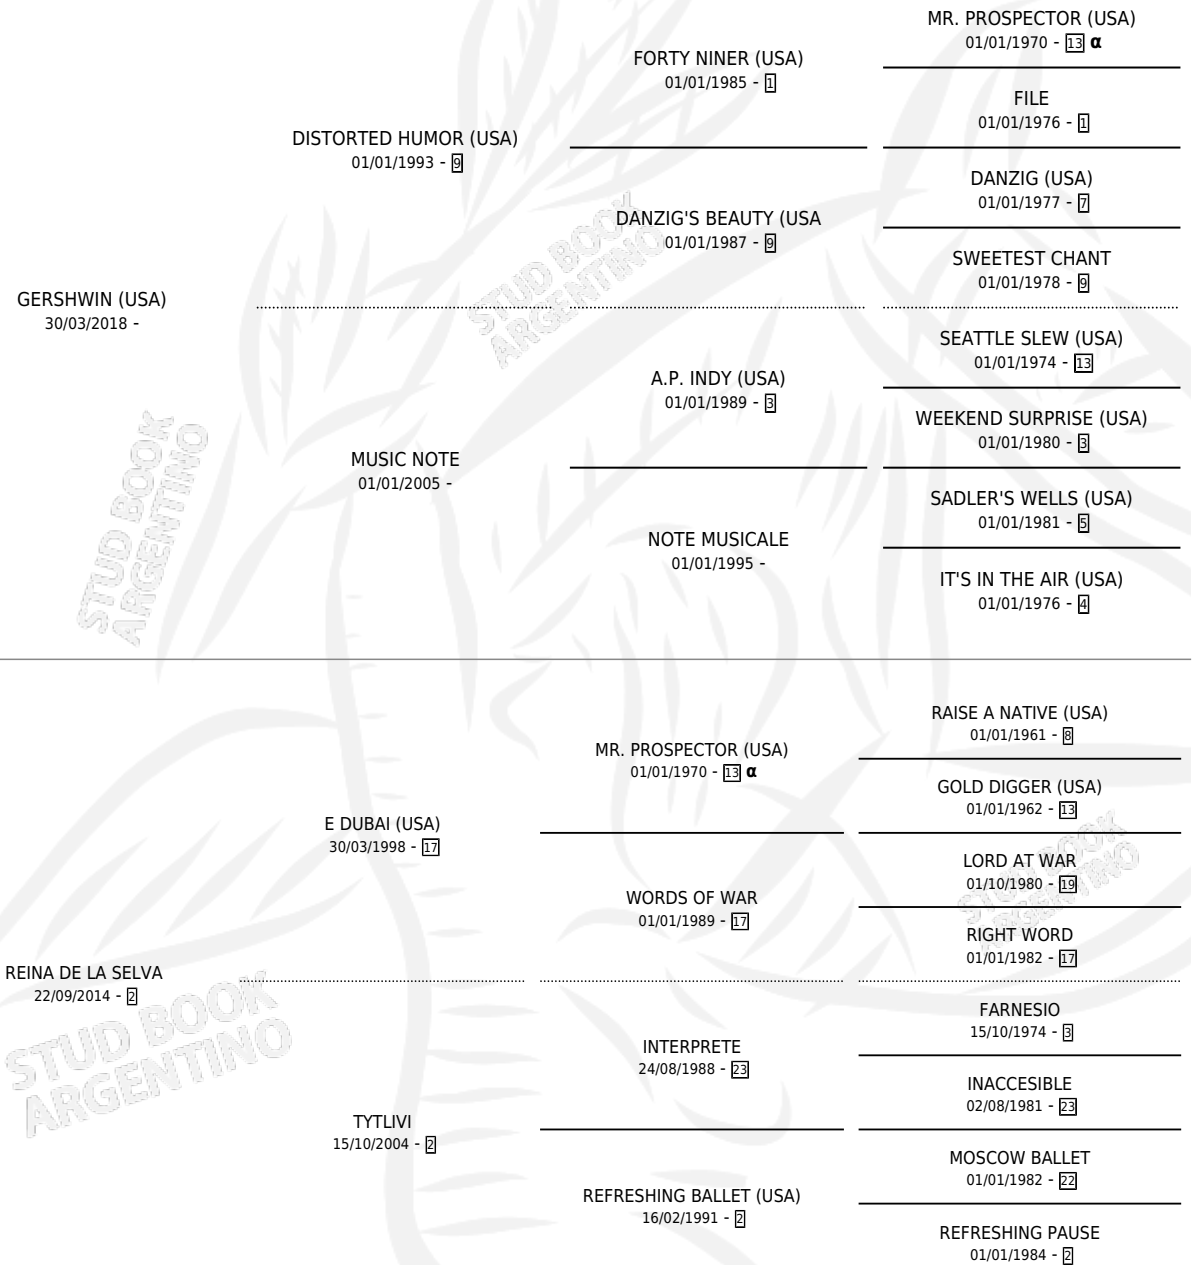 MR. PROSPECTOR (USA)
01/01/1970 - 13 α
FORTY NINER (USA)
01/01/1985 - 1
FILE
01/01/1976 - 1
DISTORTED HUMOR (USA)
01/01/1993 - 9
DANZIG (USA)
01/01/1977 - 7
DANZIG'S BEAUTY (USA
01/01/1987 - 9
SWEETEST CHANT
01/01/1978 - 9
GERSHWIN (USA)
30/03/2018 -
SEATTLE SLEW (USA)
01/01/1974 - 13
A.P. INDY (USA)
01/01/1989 - 3
WEEKEND SURPRISE (USA)
01/01/1980 - 3
MUSIC NOTE
01/01/2005 -
SADLER'S WELLS (USA)
01/01/1981 - 5
NOTE MUSICALE
01/01/1995 -
IT'S IN THE AIR (USA)
01/01/1976 - 4
RAISE A NATIVE (USA)
01/01/1961 - 8
MR. PROSPECTOR (USA)
01/01/1970 - 13 α
GOLD DIGGER (USA)
01/01/1962 - 13
E DUBAI (USA)
30/03/1998 - 17
LORD AT WAR
01/10/1980 - 19
WORDS OF WAR
01/01/1989 - 17
RIGHT WORD
01/01/1982 - 17
REINA DE LA SELVA
22/09/2014 - 2
FARNESIO
15/10/1974 - 3
INTERPRETE
24/08/1988 - 23
INACCESIBLE
02/08/1981 - 23
TYTLIVI
15/10/2004 - 2
MOSCOW BALLET
01/01/1982 - 22
REFRESHING BALLET (USA)
16/02/1991 - 2
REFRESHING PAUSE
01/01/1984 - 2
STUD BOOK
ARGENTINO
STUD BOOK
ARGENTINO
STUD BOOK
ARGENTINO
STUD BOOK
ARGENTINO